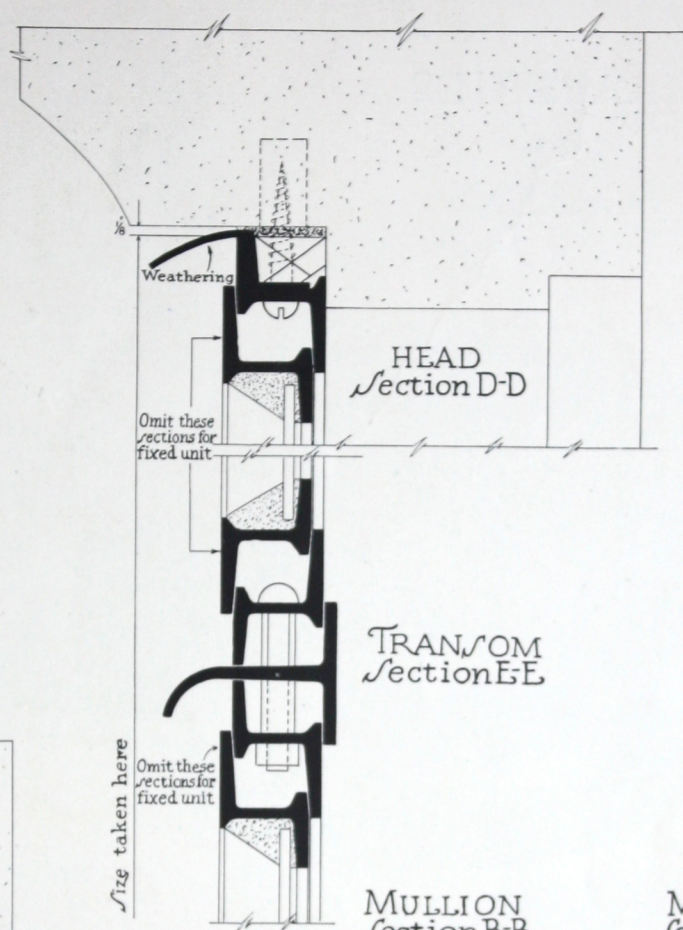 1/8
Weathering
HEAD
Section D-D
Omit these
sections for
fixed unit
TRANSOM
Section E-E
Omit these
sections for
fixed unit
Size taken here
MULLION
Section B-B
M